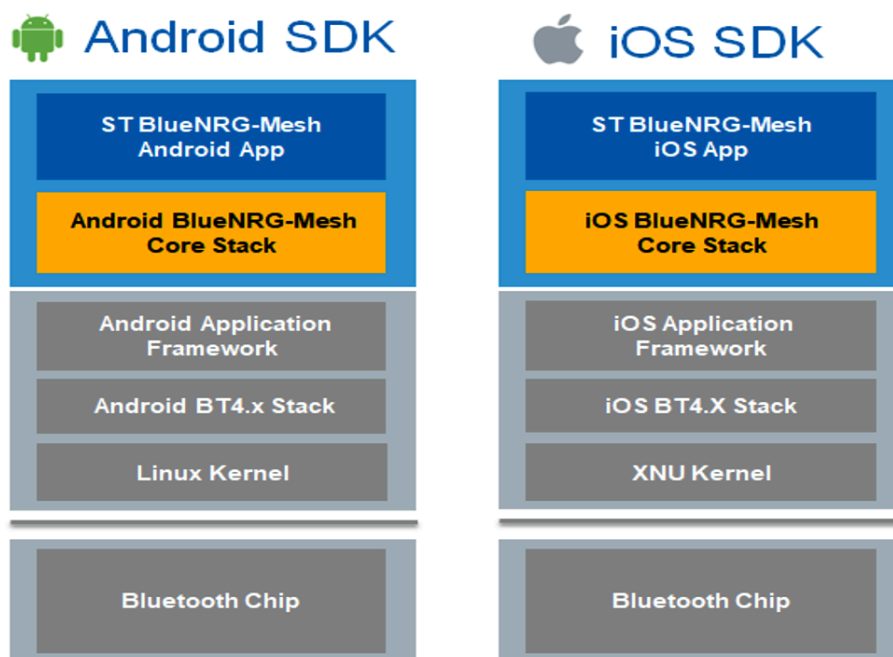 Android SDK
ST BlueNRG-Mesh
Android App
Android BlueNRG-Mesh
Core Stack
Android Application
Framework
Android BT4.x Stack
Linux Kernel
Bluetooth Chip
iOS SDK
ST BlueNRG-Mesh
iOS App
iOS BlueNRG-Mesh
Core Stack
iOS Application
Framework
iOS BT4.X Stack
XNU Kernel
Bluetooth Chip